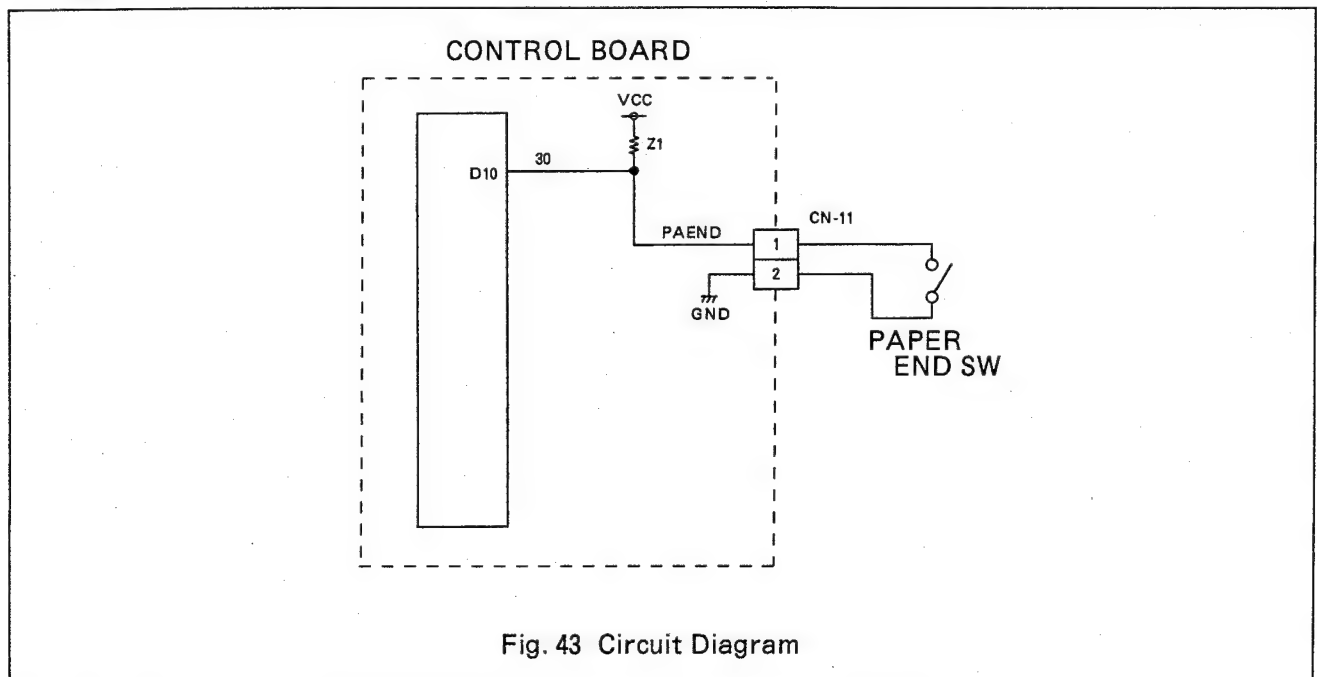 CONTROL BOARD
VCC
Z1
30
D10
CN-11
PAEND
1
2
GND
PAPER
END SW
Fig. 43 Circuit Diagram